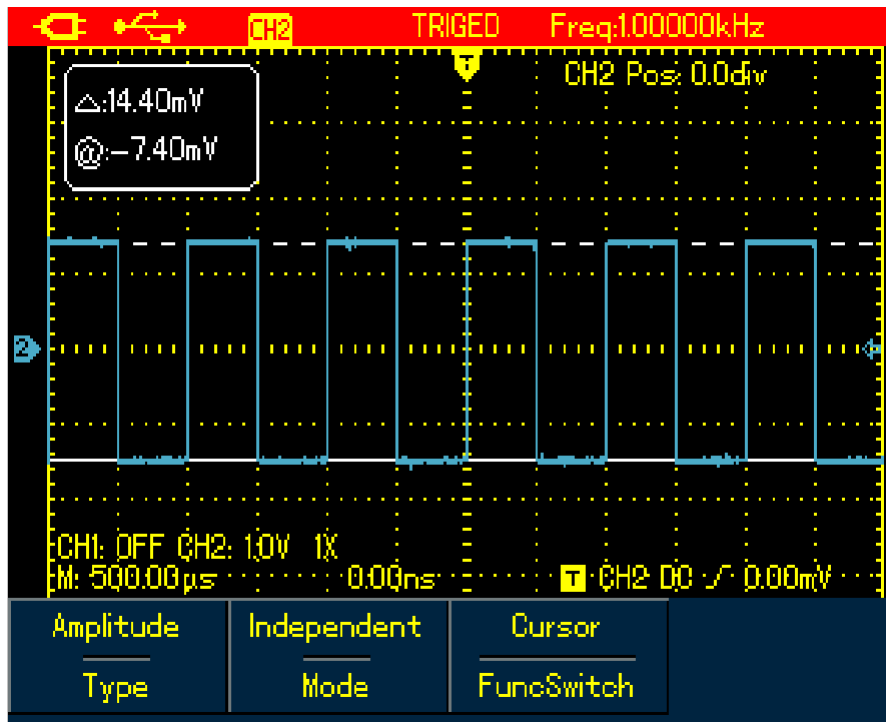 CH2 TRIGED Freq:1.00000kHz
T
CH2 Pos: 0.0div
△:14.40mV
@:−7.40mV
2
CH1: OFF CH2: 1.0V 1X
M: 500.00µs 0.00ns T CH2 DC 0.00mV
Amplitude Independent Cursor
Type Mode FuncSwitch